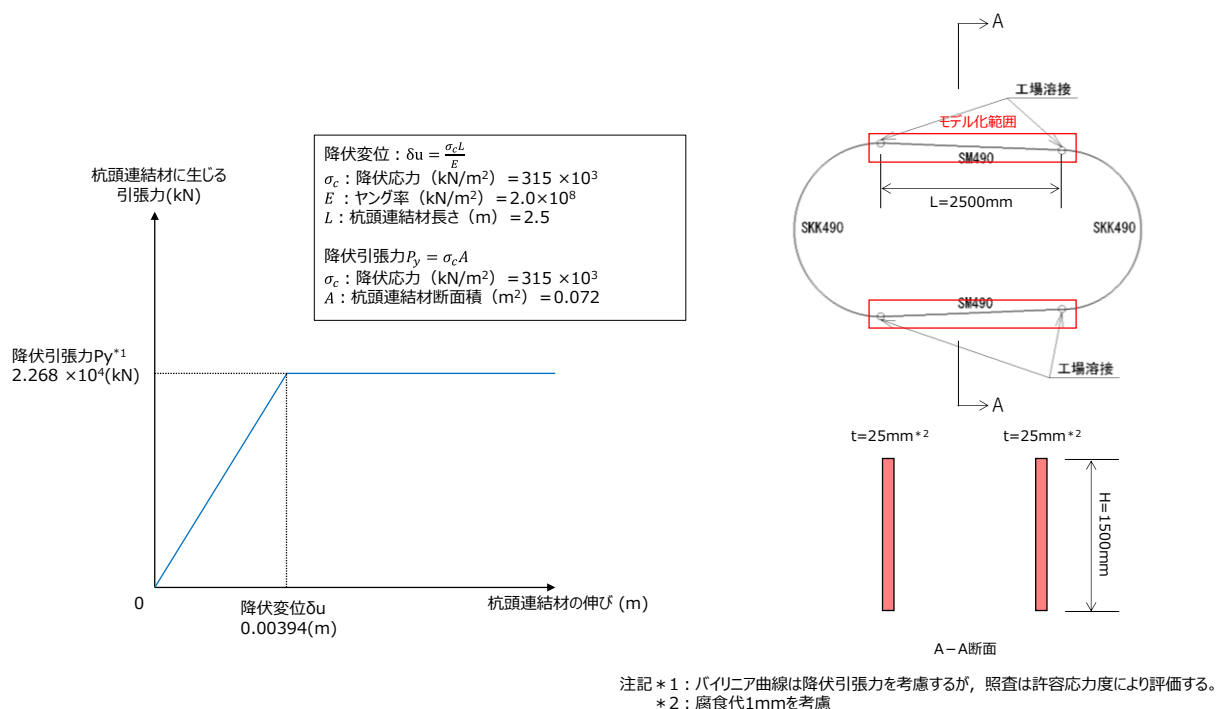 杭頭連結材に生じる
引張力(kN)
降伏変位：δu = σcL/E
σc：降伏応力（kN/m²）＝315 ×10³
E：ヤング率（kN/m²）＝2.0×10⁸
L：杭頭連結材長さ（m）＝2.5
降伏引張力Py = σcA
σc：降伏応力（kN/m²）＝315 ×10³
A：杭頭連結材断面積（m²）＝0.072
降伏引張力Py*1
2.268 ×10⁴(kN)
0
降伏変位δu
0.00394(m)
杭頭連結材の伸び (m)
A
工場溶接
モデル化範囲
SM490
L=2500mm
SKK490
SKK490
SM490
工場溶接
A
t=25mm*2
t=25mm*2
H=1500mm
A－A断面
注記＊1：バイリニア曲線は降伏引張力を考慮するが，照査は許容応力度により評価する。
＊2：腐食代1mmを考慮